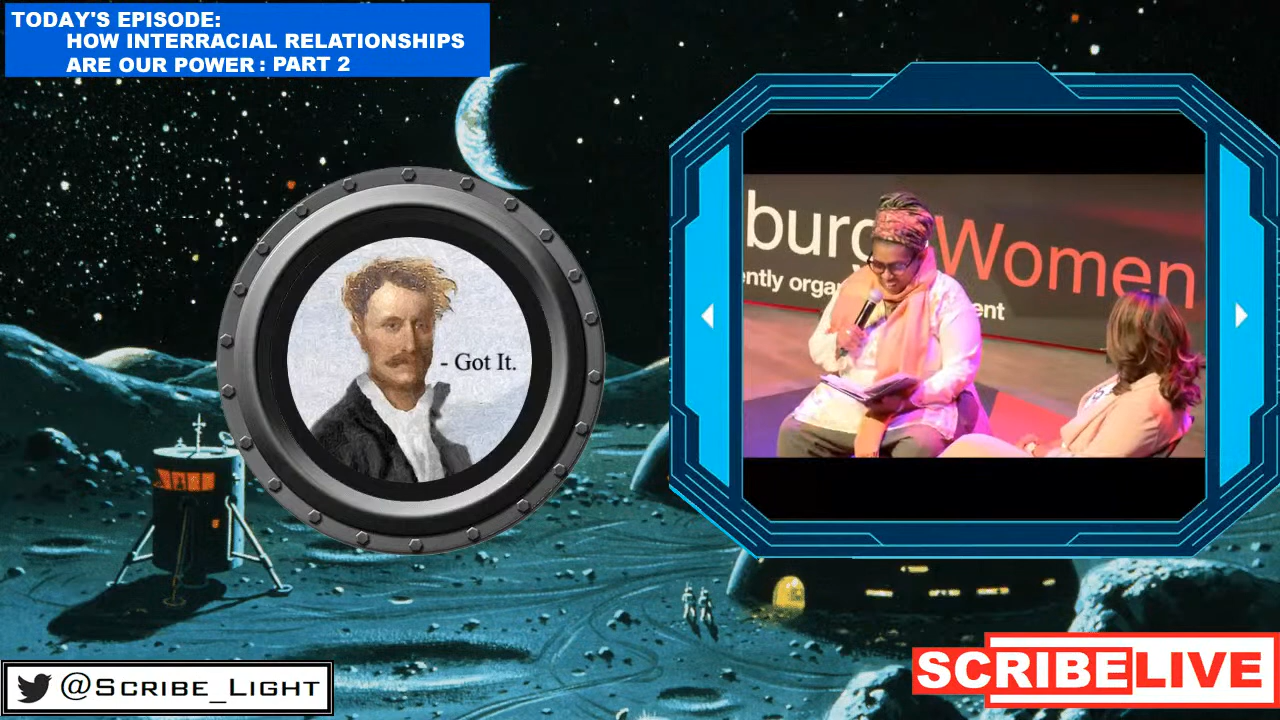 TODAY'S EPISODE:
HOW INTERRACIAL RELATIONSHIPS
ARE OUR POWER: PART 2
- Got It.
burg Women
ently orga ent
@SCRIBE_LIGHT
SCRIBELIVE